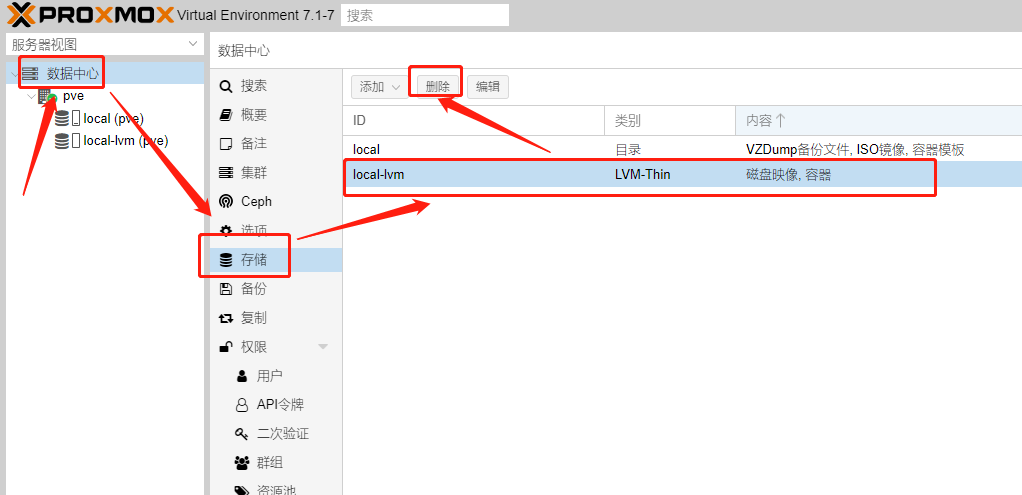 PROXMOX Virtual Environment 7.1-7 搜索
服务器视图
数据中心
pve
local (pve)
local-lvm (pve)
数据中心
搜索
概要
备注
集群
Ceph
选项
存储
备份
复制
权限
用户
API令牌
二次验证
群组
资源池
添加 删除 编辑
ID 类别 内容↑
local 目录 VZDump备份文件, ISO镜像, 容器模板
local-lvm LVM-Thin 磁盘映像, 容器